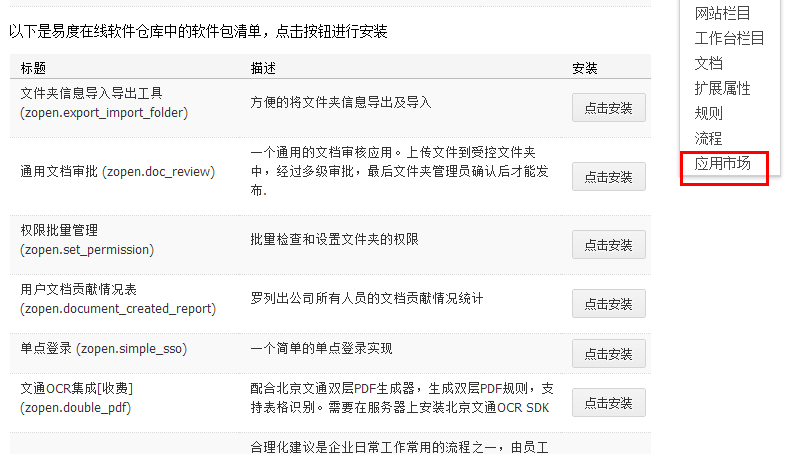 以下是易度在线软件仓库中的软件包清单，点击按钮进行安装
标题 描述 安装
文件夹信息导入导出工具
(zopen.export_import_folder)
方便的将文件夹信息导出及导入
点击安装
通用文档审批 (zopen.doc_review)
一个通用的文档审核应用。上传文件到受控文件夹
中，经过多级审批，最后文件夹管理员确认后才能发
布.
点击安装
权限批量管理
(zopen.set_permission)
批量检查和设置文件夹的权限
点击安装
用户文档贡献情况表
(zopen.document_created_report)
罗列出公司所有人员的文档贡献情况统计
点击安装
单点登录 (zopen.simple_sso)
一个简单的单点登录实现
点击安装
文通OCR集成[收费]
(zopen.double_pdf)
配合北京文通双层PDF生成器，生成双层PDF规则，支
持表格识别。需要在服务器上安装北京文通OCR SDK
点击安装
合理化建议是企业日常工作常用的流程之一，由员工
网站栏目
工作台栏目
文档
扩展属性
规则
流程
应用市场